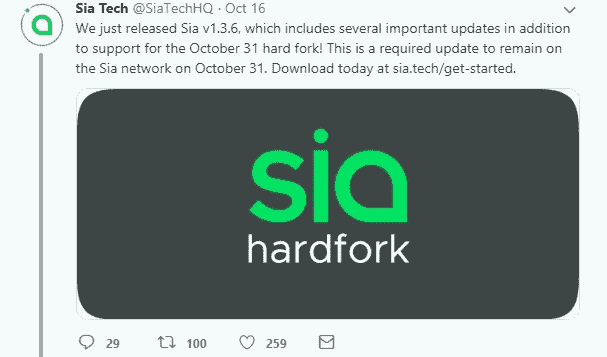 Sia Tech @SiaTechHQ · Oct 16
We just released Sia v1.3.6, which includes several important updates in addition
to support for the October 31 hard fork! This is a required update to remain on
the Sia network on October 31. Download today at sia.tech/get-started.
sia
hardfork
29 100 259